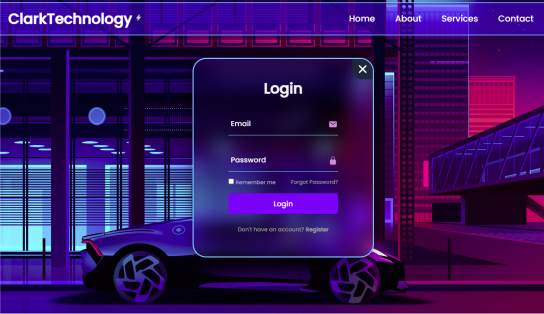 ClarkTechnology
Home About Services Contact
Login
Email
Password
Remember me Forgot Password?
Login
Don't have an account? Register